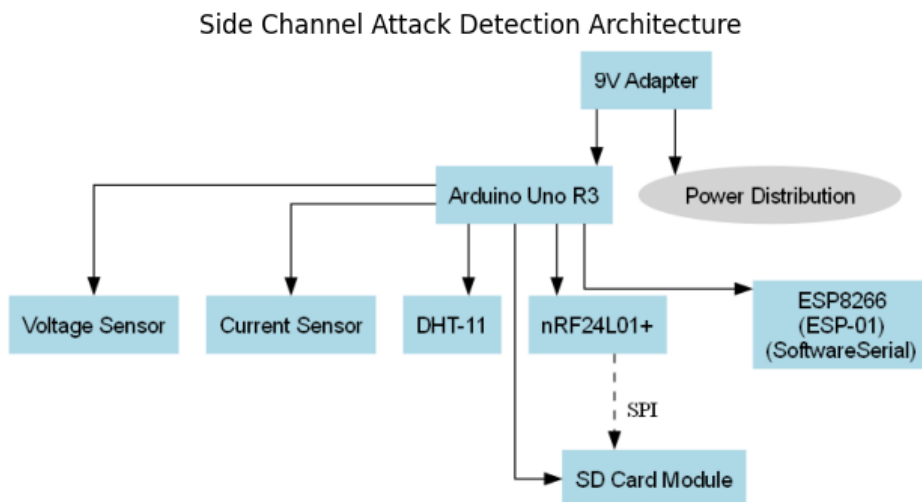 Side Channel Attack Detection Architecture
9V Adapter
Arduino Uno R3
Power Distribution
Voltage Sensor
Current Sensor
DHT-11
nRF24L01+
ESP8266
(ESP-01)
(SoftwareSerial)
SPI
SD Card Module